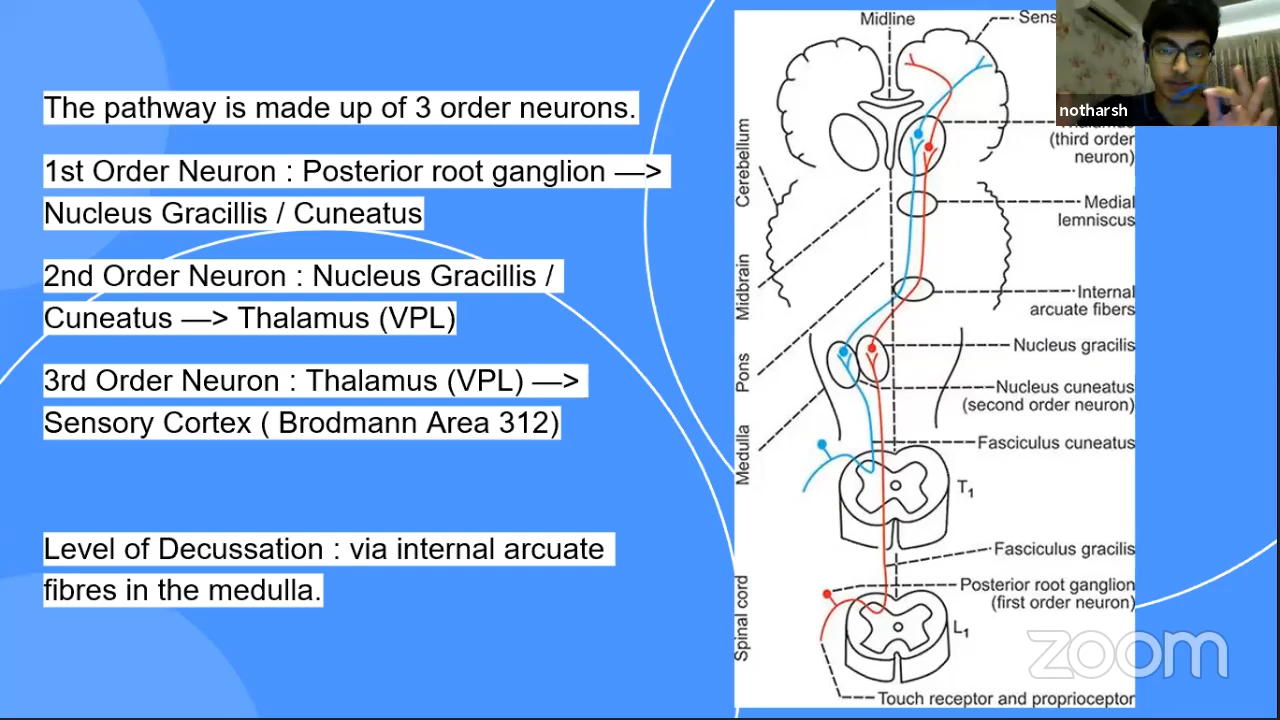 The pathway is made up of 3 order neurons.
1st Order Neuron : Posterior root ganglion —>
Nucleus Gracillis / Cuneatus
2nd Order Neuron : Nucleus Gracillis /
Cuneatus —> Thalamus (VPL)
3rd Order Neuron : Thalamus (VPL) —>
Sensory Cortex ( Brodmann Area 312)
Level of Decussation : via internal arcuate
fibres in the medulla.
Midline
notharsh
(third order
neuron)
Cerebellum
Medial
lemniscus
Midbrain
Internal
arcuate fibers
Pons
Nucleus gracilis
Nucleus cuneatus
(second order neuron)
Medulla
Fasciculus cuneatus
T1
Fasciculus gracilis
Spinal cord
Posterior root ganglion
(first order neuron)
L1
zoom
Touch receptor and proprioceptor